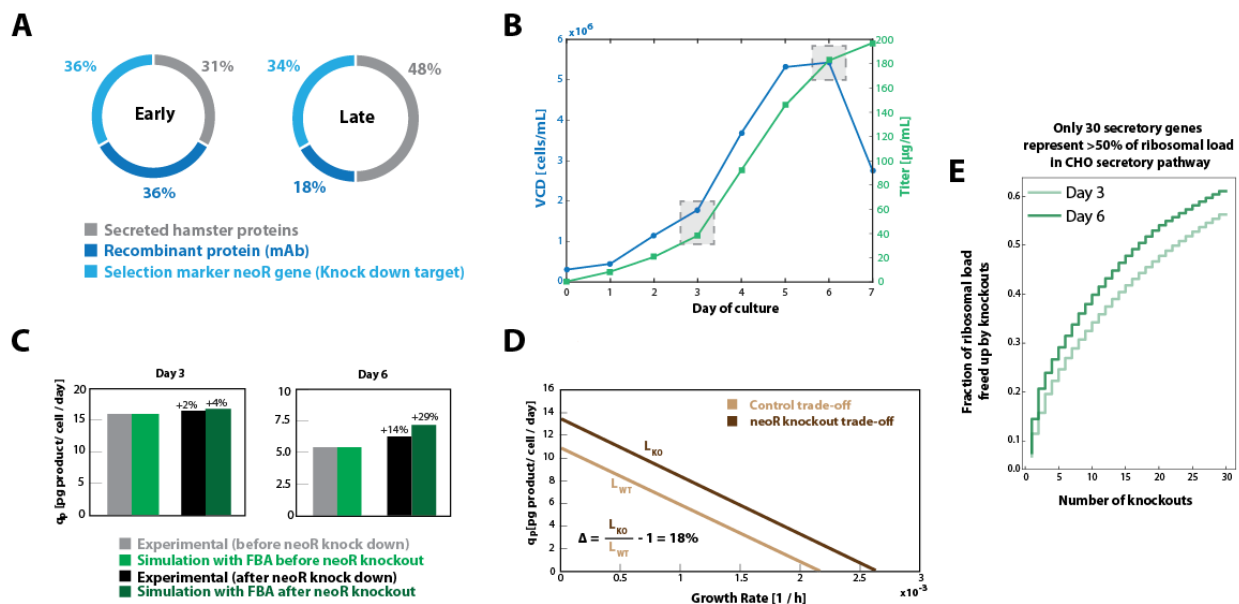 A
36%
31%
Early
36%
34%
48%
Late
18%
Secreted hamster proteins
Recombinant protein (mAb)
Selection marker neoR gene (Knock down target)
B
×10⁶
6
5
4
3
2
1
0
VCD [cells/mL]
200
180
160
140
120
100
80
60
40
20
0
Titer [µg/mL]
0 1 2 3 4 5 6 7
Day of culture
C
Day 3
20
15
10
5
0
qₚ [pg product/ cell / day]
+2%
+4%
Day 6
10
7.5
5
2.5
0
+14%
+29%
Experimental (before neoR knock down)
Simulation with FBA before neoR knockout
Experimental (after neoR knock down)
Simulation with FBA after neoR knockout
D
16
14
12
10
8
6
4
2
0
qₚ[pg product/ cell / day]
Control trade-off
neoR knockout trade-off
L_KO
L_WT
Δ = L_KO / L_WT - 1 = 18%
0 0.5 1 1.5 2 2.5 3
×10⁻³
Growth Rate [1 / h]
Only 30 secretory genes
represent >50% of ribosomal load
in CHO secretory pathway
E
Day 3
Day 6
0.6
0.5
0.4
0.3
0.2
0.1
0.0
Fraction of ribosomal load
freed up by knockouts
0 5 10 15 20 25 30
Number of knockouts